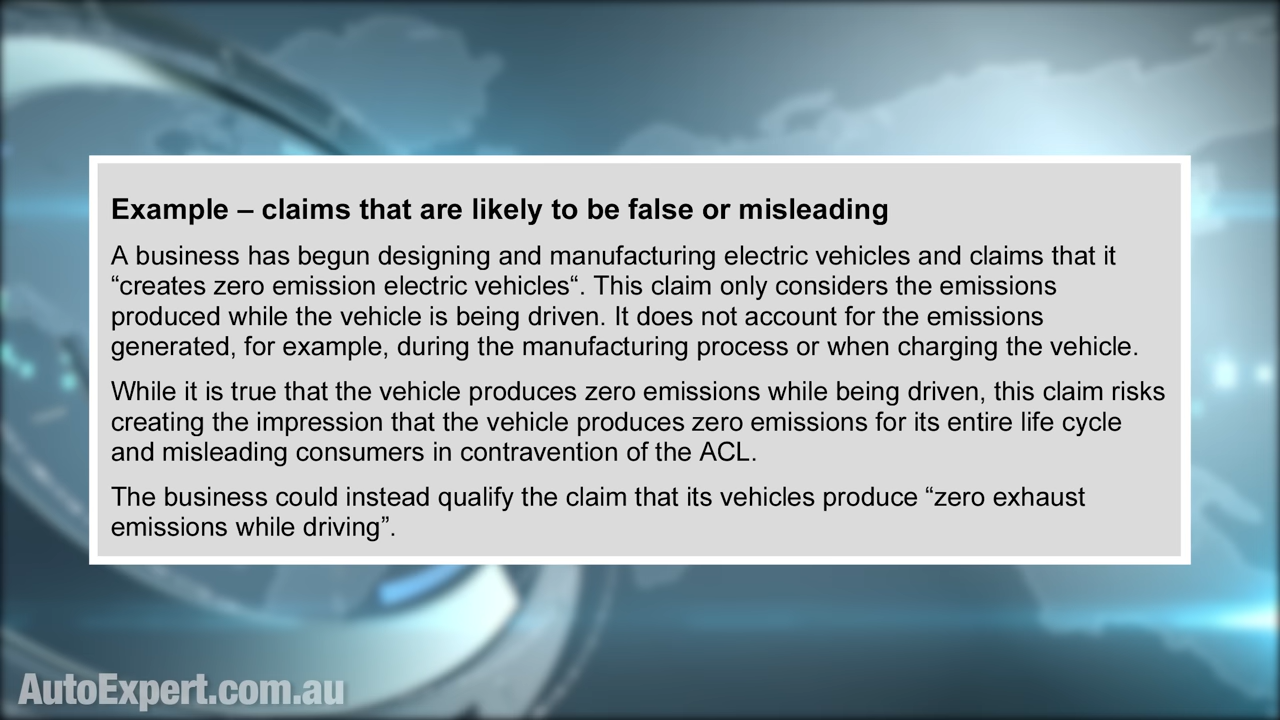 Example – claims that are likely to be false or misleading
A business has begun designing and manufacturing electric vehicles and claims that it
“creates zero emission electric vehicles“. This claim only considers the emissions
produced while the vehicle is being driven. It does not account for the emissions
generated, for example, during the manufacturing process or when charging the vehicle.
While it is true that the vehicle produces zero emissions while being driven, this claim risks
creating the impression that the vehicle produces zero emissions for its entire life cycle
and misleading consumers in contravention of the ACL.
The business could instead qualify the claim that its vehicles produce “zero exhaust
emissions while driving”.
AutoExpert.com.au